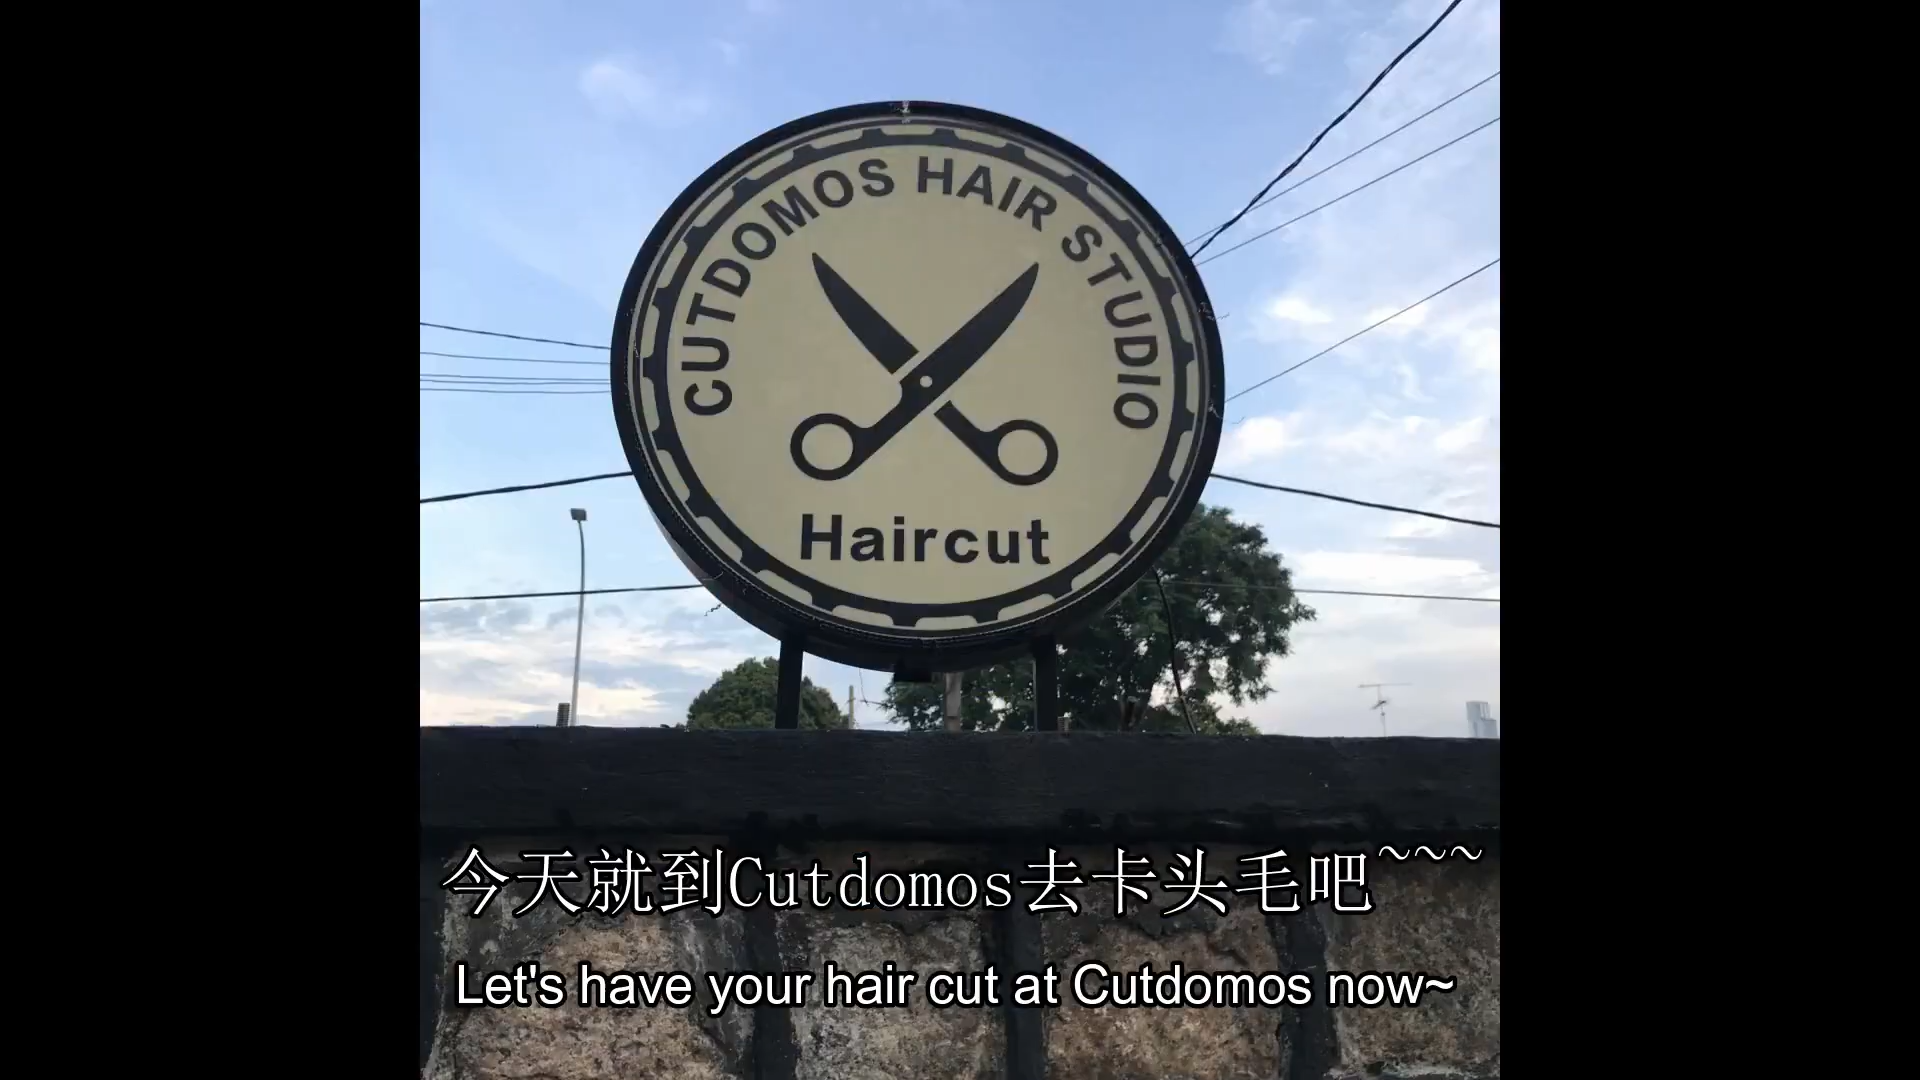 CUTDOMOS HAIR STUDIO
Haircut
今天就到Cutdomos去卡头毛吧~~~
Let's have your hair cut at Cutdomos now~